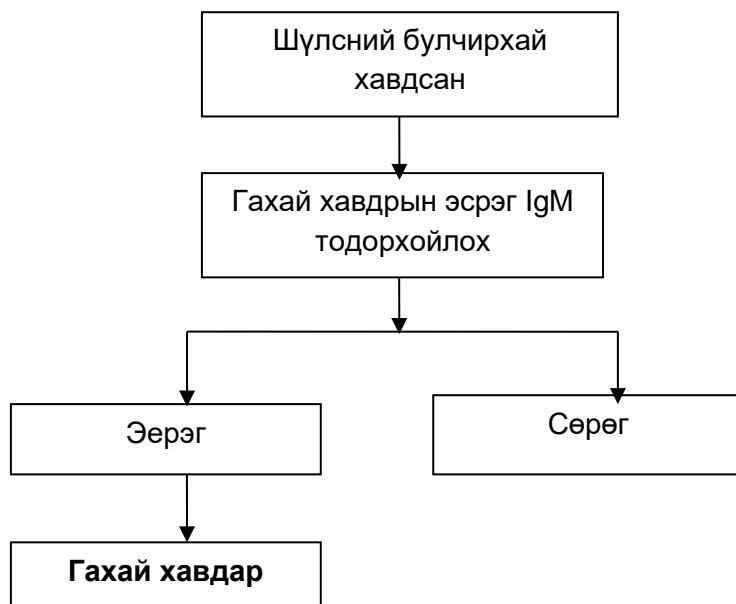 Шүлсний булчирхай
хавдсан
Гахай хавдрын эсрэг IgM
тодорхойлох
Эерэг
Сөрөг
Гахай хавдар